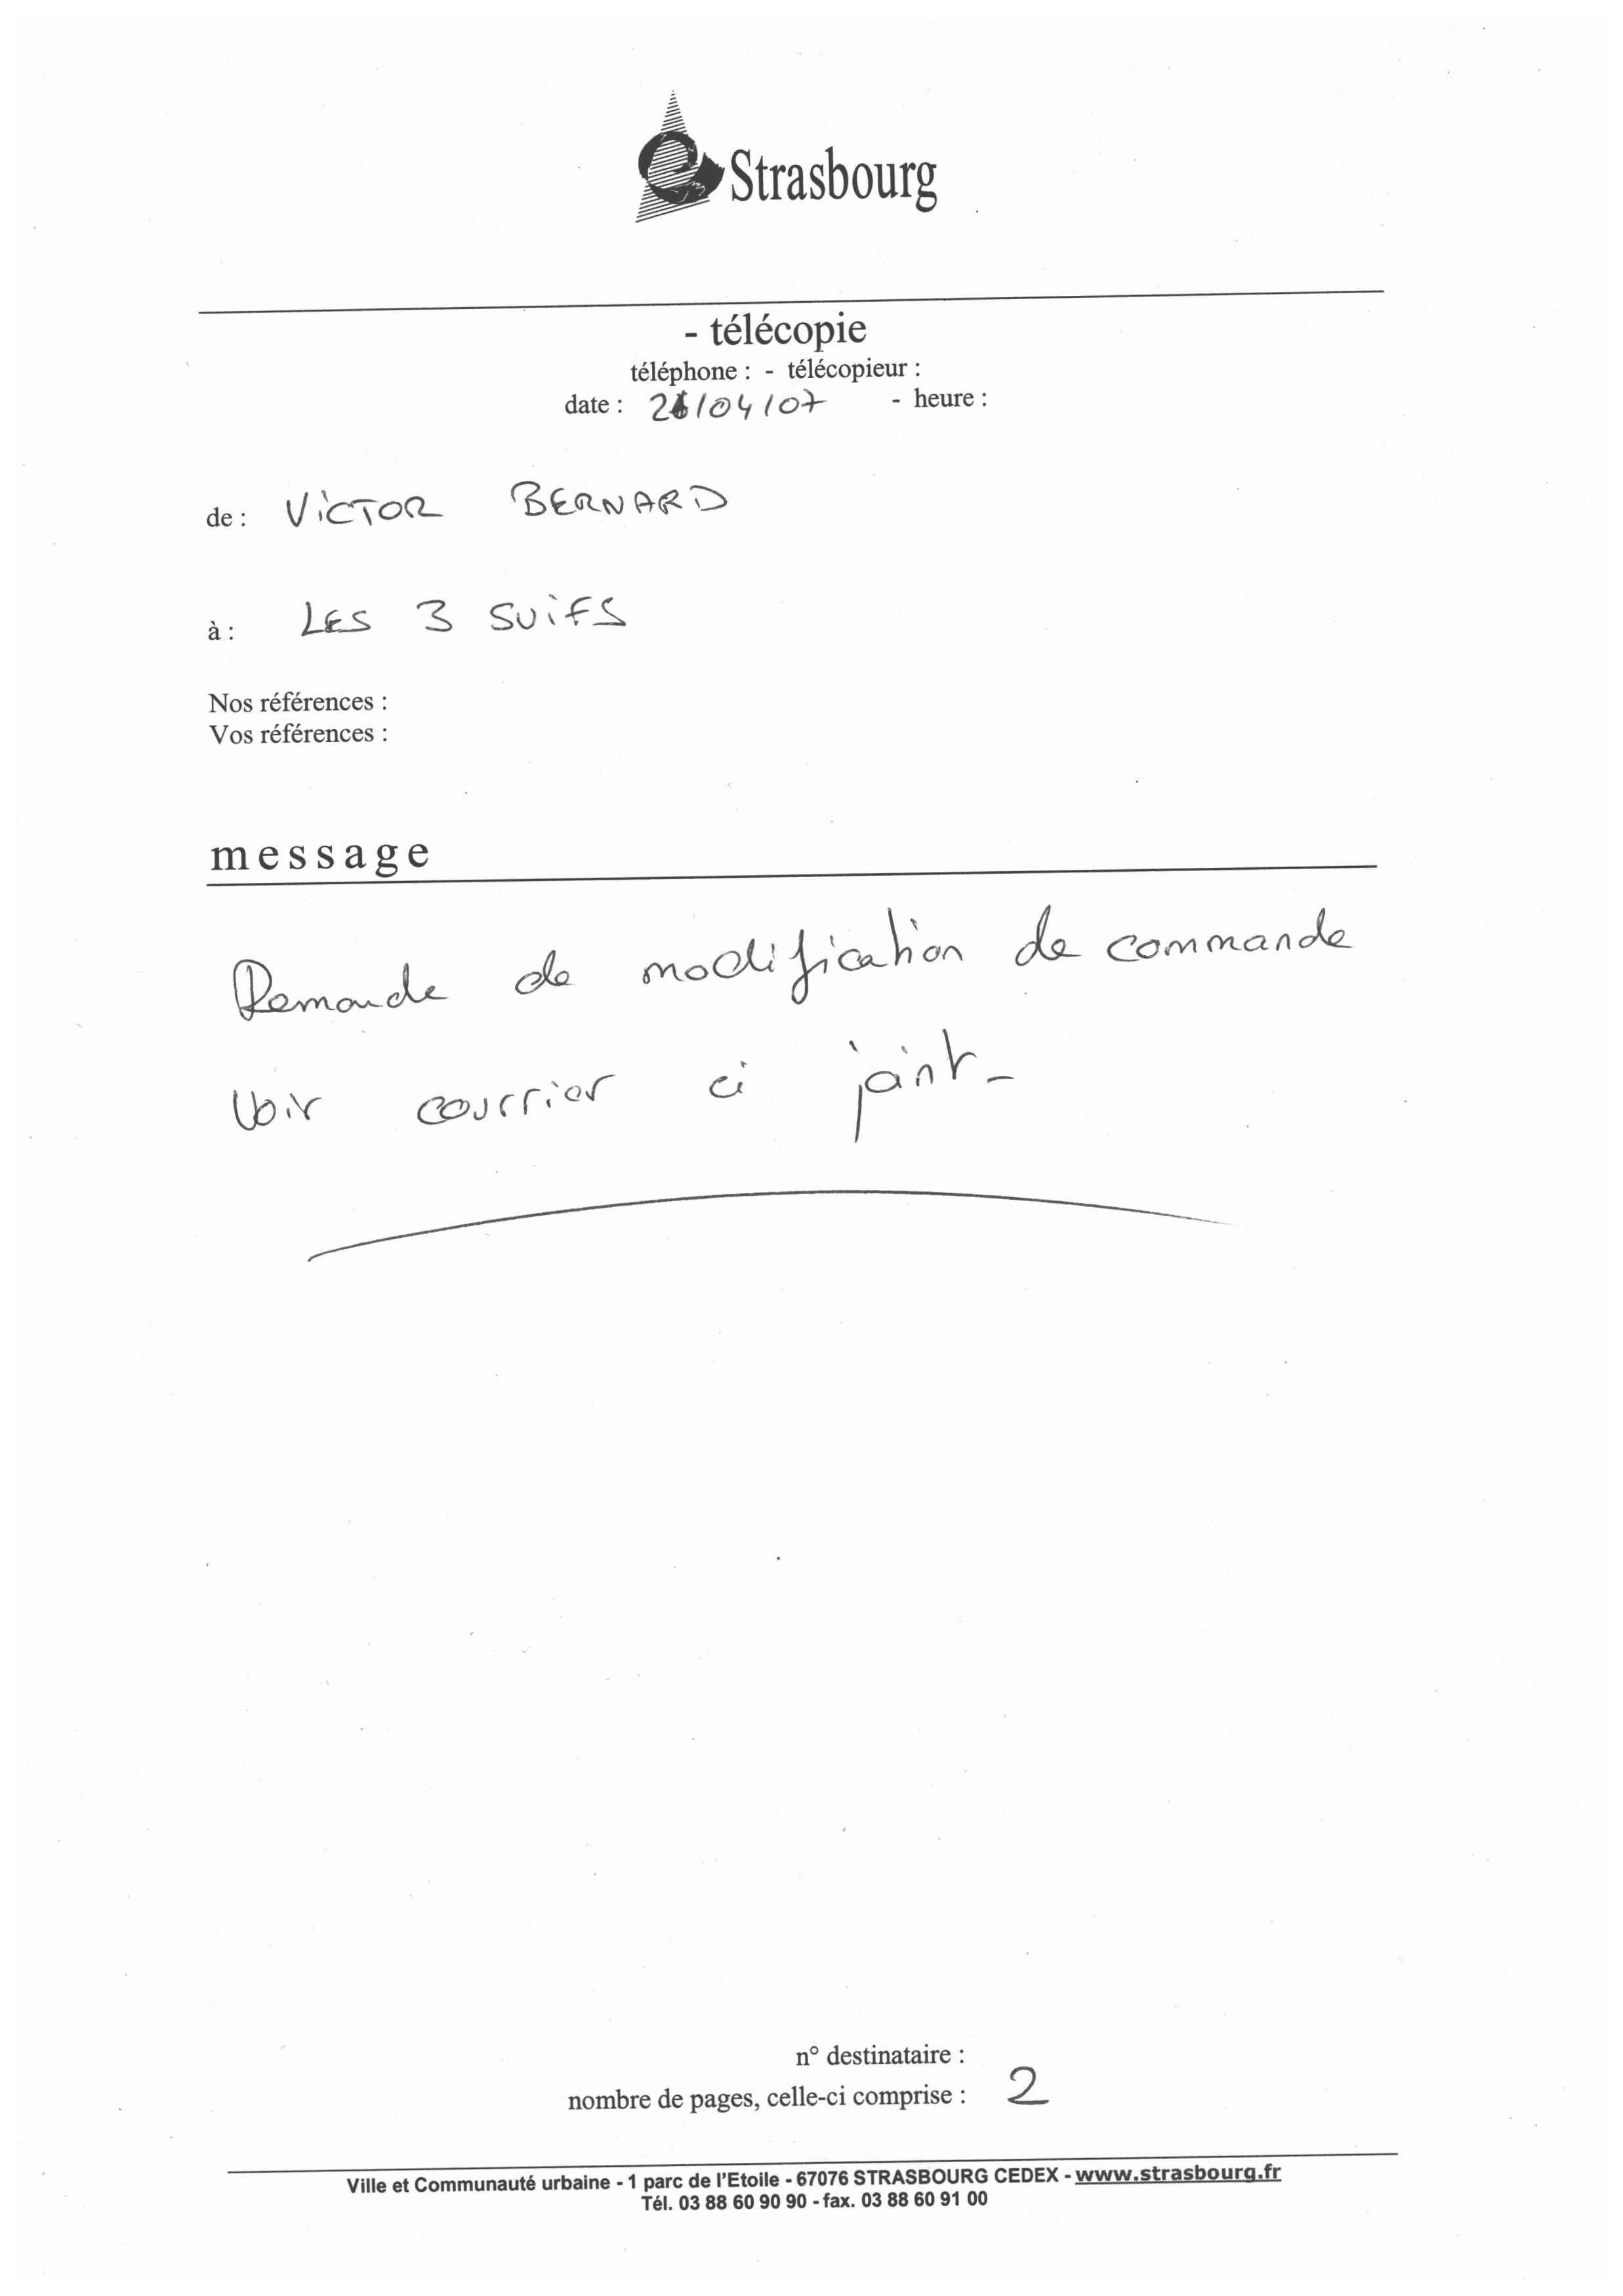 Strasbourg
- télécopie
téléphone : - télécopieur :
date : /04/07 - heure :
de : VICTOR BERNARD
à : LES 3 SUIFS
Nos références :
Vos références :
message
Demande de modification de commande
Voir courrier ci joint-
n° destinataire :
nombre de pages, celle-ci comprise : 2
Ville et Communauté urbaine - 1 parc de l'Etoile - 67076 STRASBOURG CEDEX - www.strasbourg.fr
Tél. 03 88 60 90 90 - fax. 03 88 60 91 00